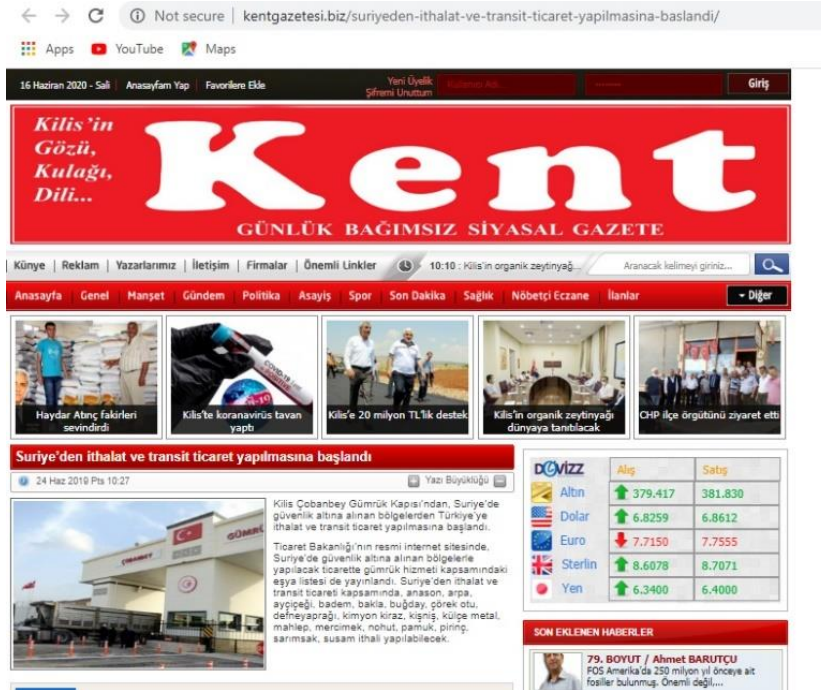 Not secure | kentgazetesi.biz/suriyeden-ithalat-ve-transit-ticaret-yapilmasina-baslandi/
Apps YouTube Maps
16 Haziran 2020 - Sali | Anasayfam Yap | Favorilere Ekle
Yeni Üyelik
Şifremi Unuttum
Giriş
Kilis'in
Gözü,
Kulağı,
Dili...
Kent
GÜNLÜK BAĞIMSIZ SİYASAL GAZETE
Künye | Reklam | Yazarlarımız | İletişim | Firmalar | Önemli Linkler
10:10 : Kilis'in organik zeytinyağ...
Aranacak kelimeyi giriniz...
Anasayfa Genel Manşet Gündem Politika Asayiş Spor Son Dakika Sağlık Nöbetçi Eczane İlanlar
Diğer
Haydar Atınç fakirleri
sevindirdi
COVID-19
POSITIVE
Kilis'te koranavirüs tavan
yaptı
Kilis'e 20 milyon TL'lik destek
Kilis'in organik zeytinyağı
dünyaya tanıtılacak
CHP ilçe örgütünü ziyaret etti
Suriye'den ithalat ve transit ticaret yapılmasına başlandı
24 Haz 2019 Pts 10:27
Yazı Büyüklüğü
ÇOBANBEY
GÜMRÜK
Kilis Çobanbey Gümrük Kapısı'ndan, Suriye'de
güvenlik altına alınan bölgelerden Türkiye'ye
ithalat ve transit ticaret yapılmasına başlandı.
Ticaret Bakanlığı'nın resmi internet sitesinde,
Suriye'de güvenlik altına alınan bölgelerle
yapılacak ticarette gümrük hizmeti kapsamındaki
eşya listesi de yayınlandı. Suriye'den ithalat ve
transit ticareti kapsamında, anason, arpa,
ayçiçeği, badem, bakla, buğday, çörek otu,
defneyaprağı, kimyon kiraz, kişniş, külçe metal,
mahlep, mercimek, nohut, pamuk, pirinç,
sarımsak, susam ithali yapılabilecek.
DOVİZZ Alış Satış
Altın 379.417 381.830
Dolar 6.8259 6.8612
Euro 7.7150 7.7555
Sterlin 8.6078 8.7071
Yen 6.3400 6.4000
SON EKLENEN HABERLER
79. BOYUT / Ahmet BARUTÇU
FOS Amerika'da 250 milyon yıl önceye ait
fosiller bulunmuş. Önemli değil,...